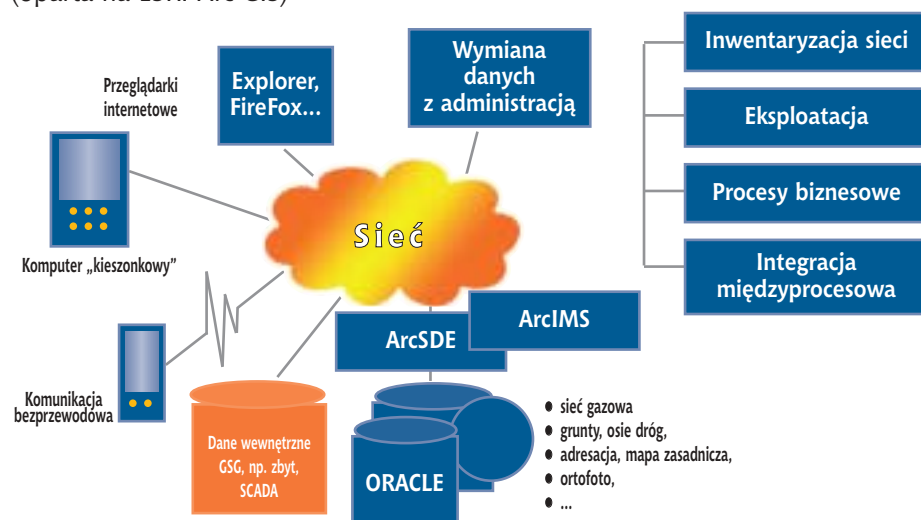 Przeglądarki
internetowe
Explorer,
FireFox...
Wymiana
danych
z administracją
Inwentaryzacja sieci
Eksploatacja
Procesy biznesowe
Integracja
międzyprocesowa
Sieć
Komputer „kieszonkowy”
ArcSDE
ArcIMS
Komunikacja
bezprzewodowa
Dane wewnętrzne
GSG, np. zbyt,
SCADA
ORACLE
• sieć gazowa
• grunty, osie dróg,
• adresacja, mapa zasadnicza,
• ortofoto,
• ...